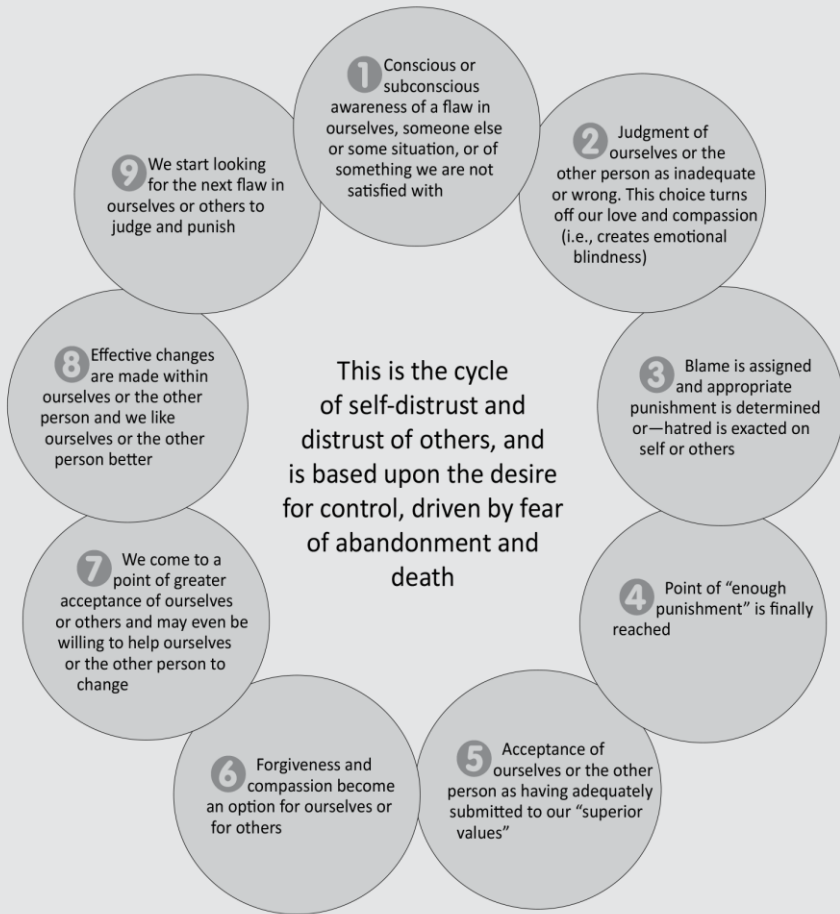 1 Conscious or
subconscious
awareness of a flaw in
ourselves, someone else
or some situation, or of
something we are not
satisfied with
2 Judgment of
ourselves or the
other person as inadequate
or wrong. This choice turns
off our love and compassion
(i.e., creates emotional
blindness)
3 Blame is assigned
and appropriate
punishment is determined
or—hatred is exacted on
self or others
4 Point of “enough
punishment” is finally
reached
5 Acceptance of
ourselves or the other
person as having adequately
submitted to our “superior
values”
6 Forgiveness and
compassion become
an option for ourselves or
for others
7 We come to a
point of greater
acceptance of ourselves
or others and may even be
willing to help ourselves
or the other person to
change
8 Effective changes
are made within
ourselves or the other
person and we like
ourselves or the other
person better
9 We start looking
for the next flaw in
ourselves or others to
judge and punish
This is the cycle
of self-distrust and
distrust of others, and
is based upon the desire
for control, driven by fear
of abandonment and
death